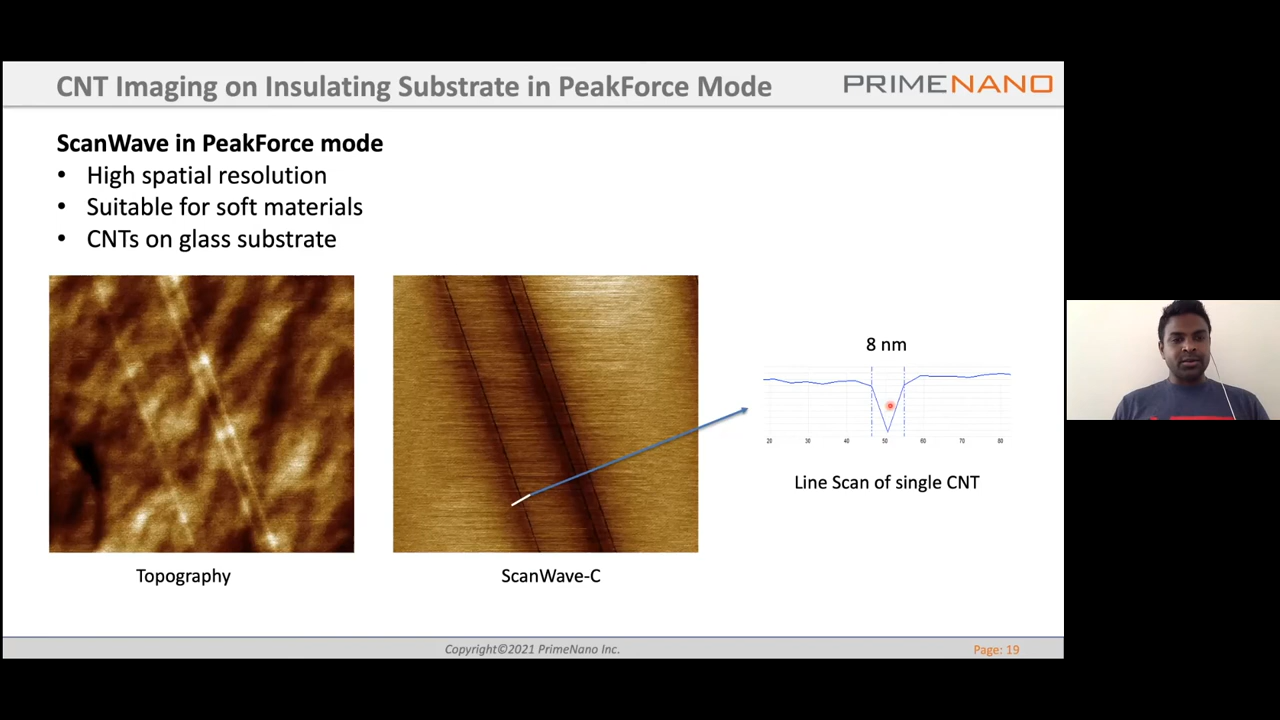 CNT Imaging on Insulating Substrate in PeakForce Mode
PRIMENANO
ScanWave in PeakForce mode
• High spatial resolution
• Suitable for soft materials
• CNTs on glass substrate
8 nm
20 30 40 50 60 70 80
Line Scan of single CNT
Topography
ScanWave-C
Copyright©2021 PrimeNano Inc.
Page: 19